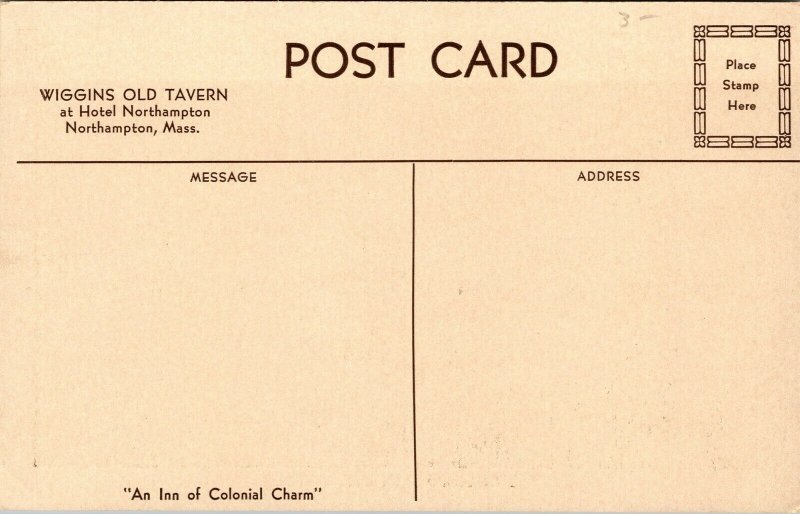 3-
POST CARD
WIGGINS OLD TAVERN
at Hotel Northampton
Northampton, Mass.
Place
Stamp
Here
MESSAGE
ADDRESS
"An Inn of Colonial Charm"